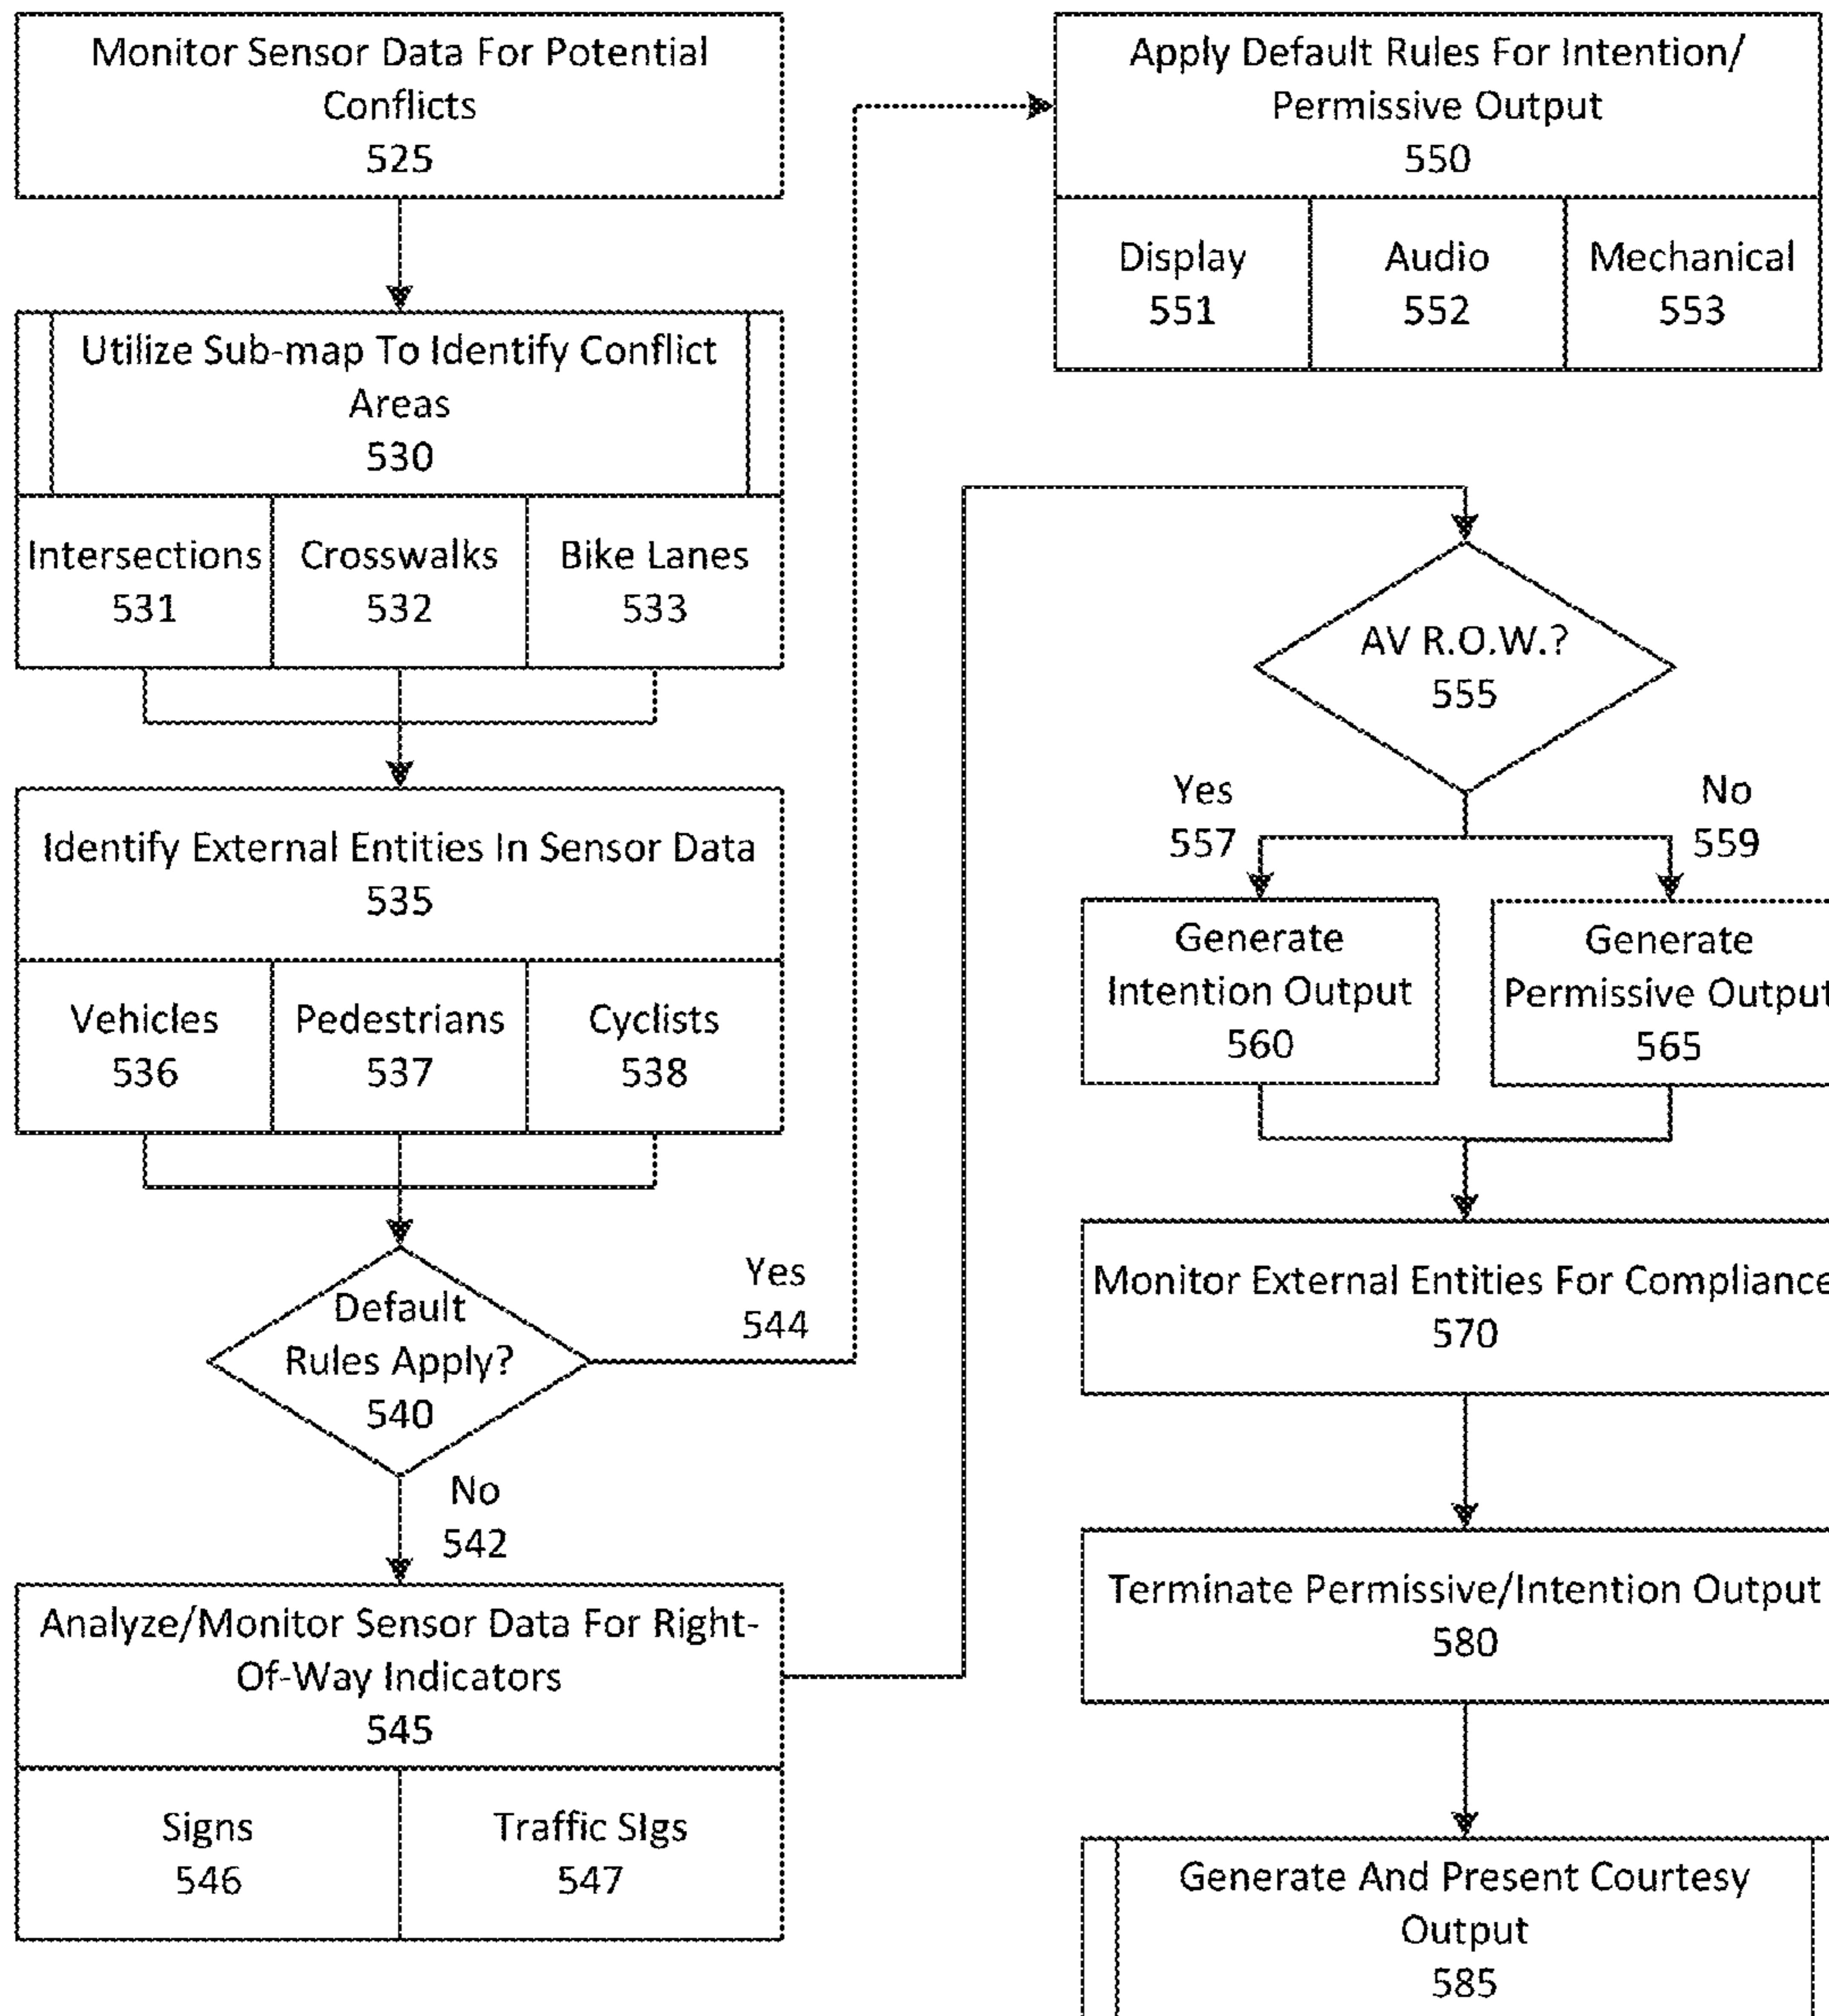 Monitor Sensor Data For Potential
Conflicts
525
Utilize Sub-map To Identify Conflict
Areas
530
Intersections
531
Crosswalks
532
Bike Lanes
533
Identify External Entities In Sensor Data
535
Vehicles
536
Pedestrians
537
Cyclists
538
Default
Rules Apply?
540
Yes
544
No
542
Analyze/Monitor Sensor Data For Right-
Of-Way Indicators
545
Signs
546
Traffic SIgs
547
Apply Default Rules For Intention/
Permissive Output
550
Display
551
Audio
552
Mechanical
553
AV R.O.W.?
555
Yes
557
No
559
Generate
Intention Output
560
Generate
Permissive Output
565
Monitor External Entities For Compliance
570
Terminate Permissive/Intention Output
580
Generate And Present Courtesy
Output
585